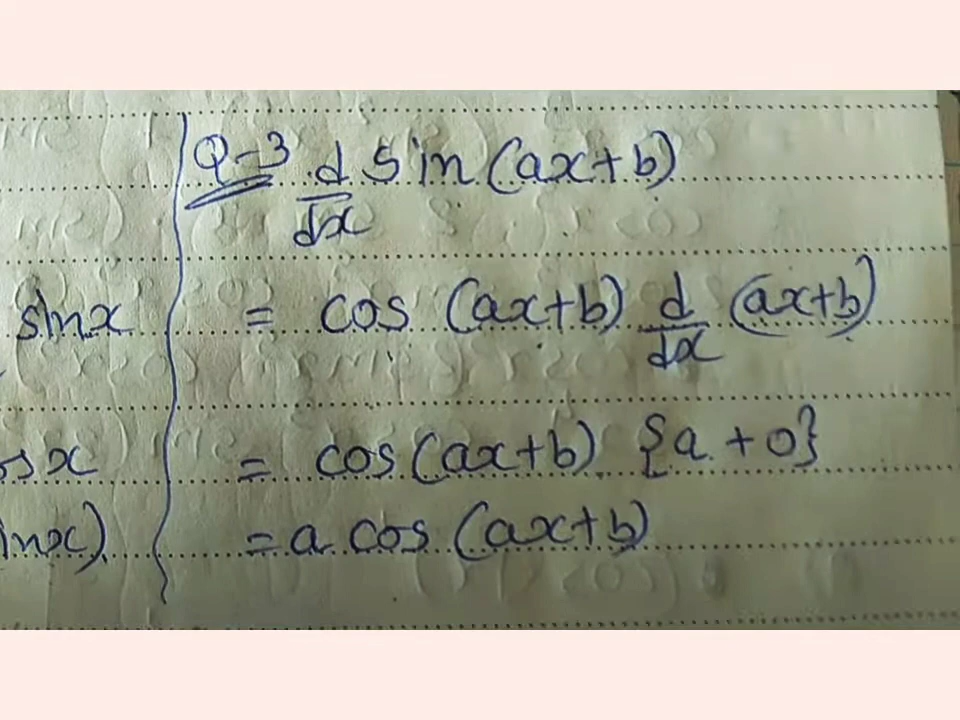 Q-3 d/dx sin(ax+b)
sinx = cos (ax+b) d/dx (ax+b)
x = cos(ax+b) {a+0}
x) = a cos (ax+b)